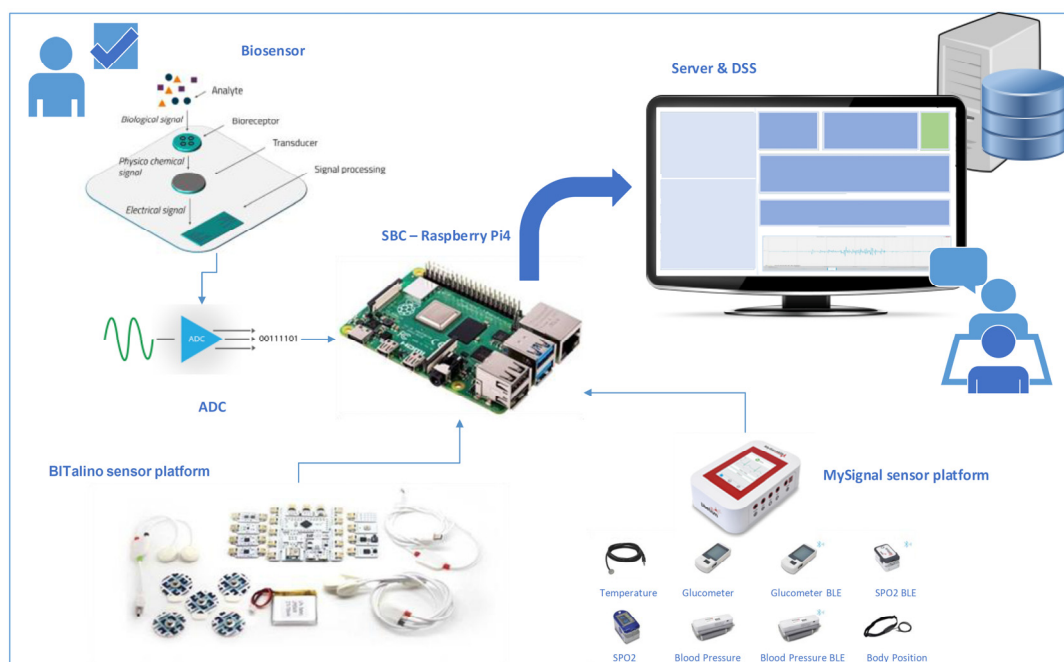 Biosensor
Analyte
Biological signal
Bioreceptor
Physico chemical
signal
Transducer
Signal processing
Electrical signal
Server & DSS
SBC – Raspberry Pi4
ADC
00111101
ADC
BITalino sensor platform
MySignal sensor platform
Temperature
Glucometer
Glucometer BLE
SPO2 BLE
SPO2
Blood Pressure
Blood Pressure BLE
Body Position